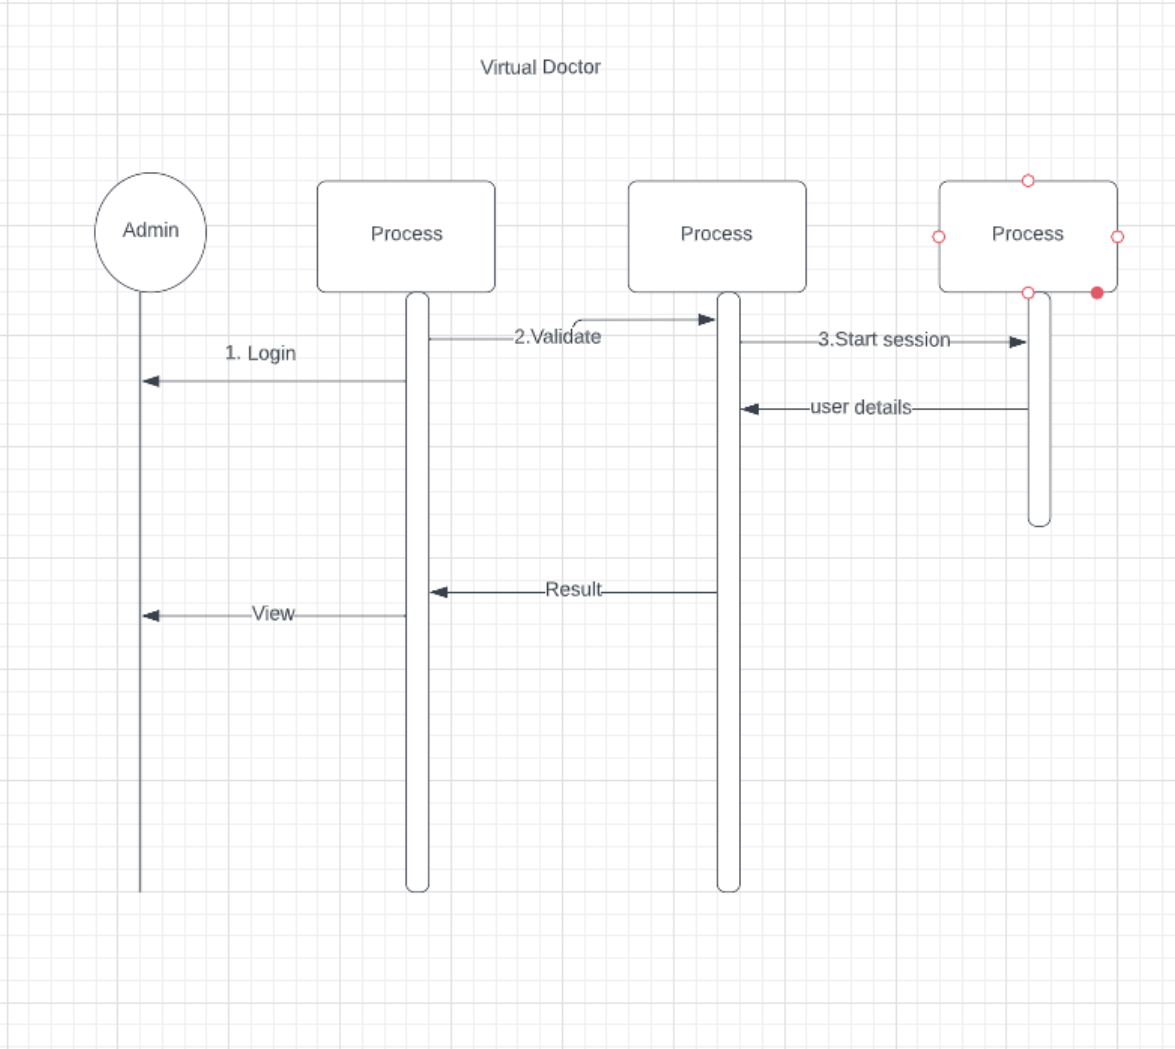 Virtual Doctor
Admin
Process
Process
Process
2.Validate
3.Start session
1. Login
user details
Result
View